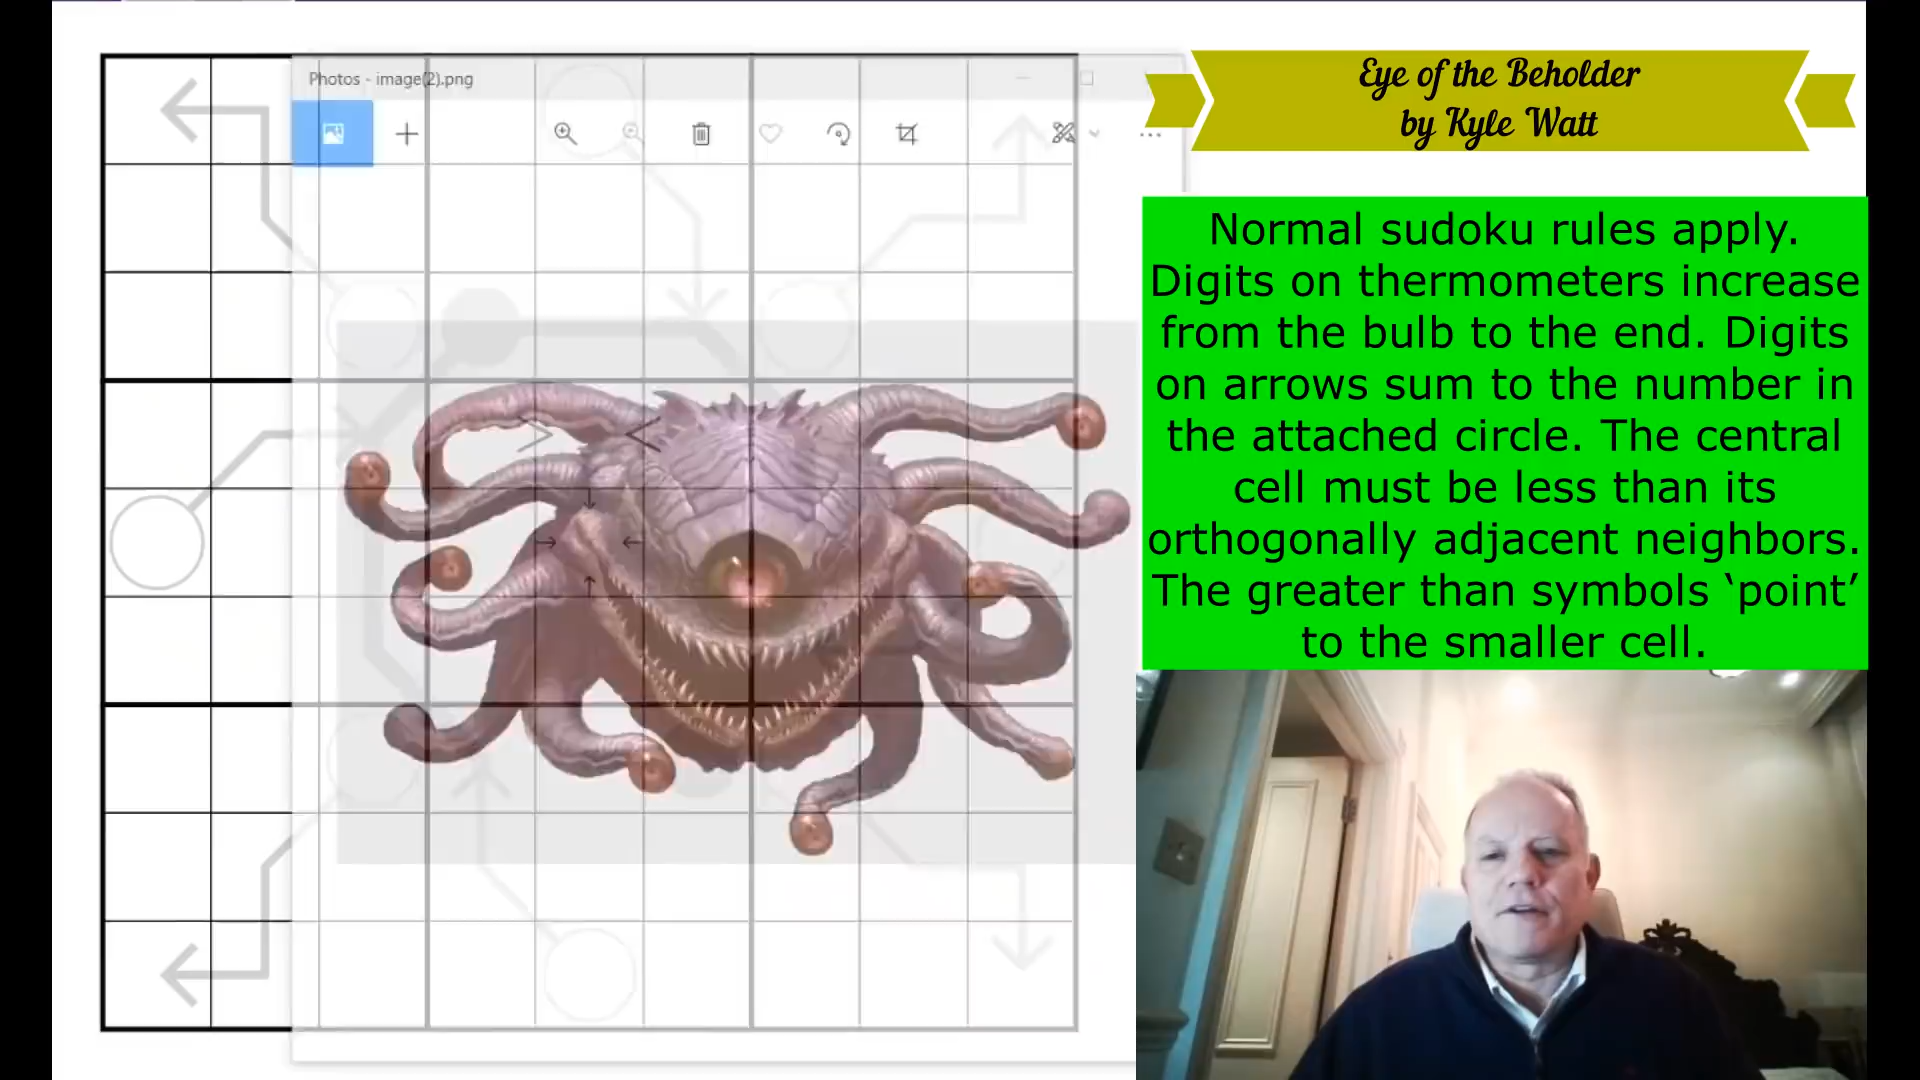 Photos - image(2).png
Eye of the Beholder
by Kyle Watt
Normal sudoku rules apply.
Digits on thermometers increase
from the bulb to the end. Digits
on arrows sum to the number in
the attached circle. The central
cell must be less than its
orthogonally adjacent neighbors.
The greater than symbols ‘point’
to the smaller cell.